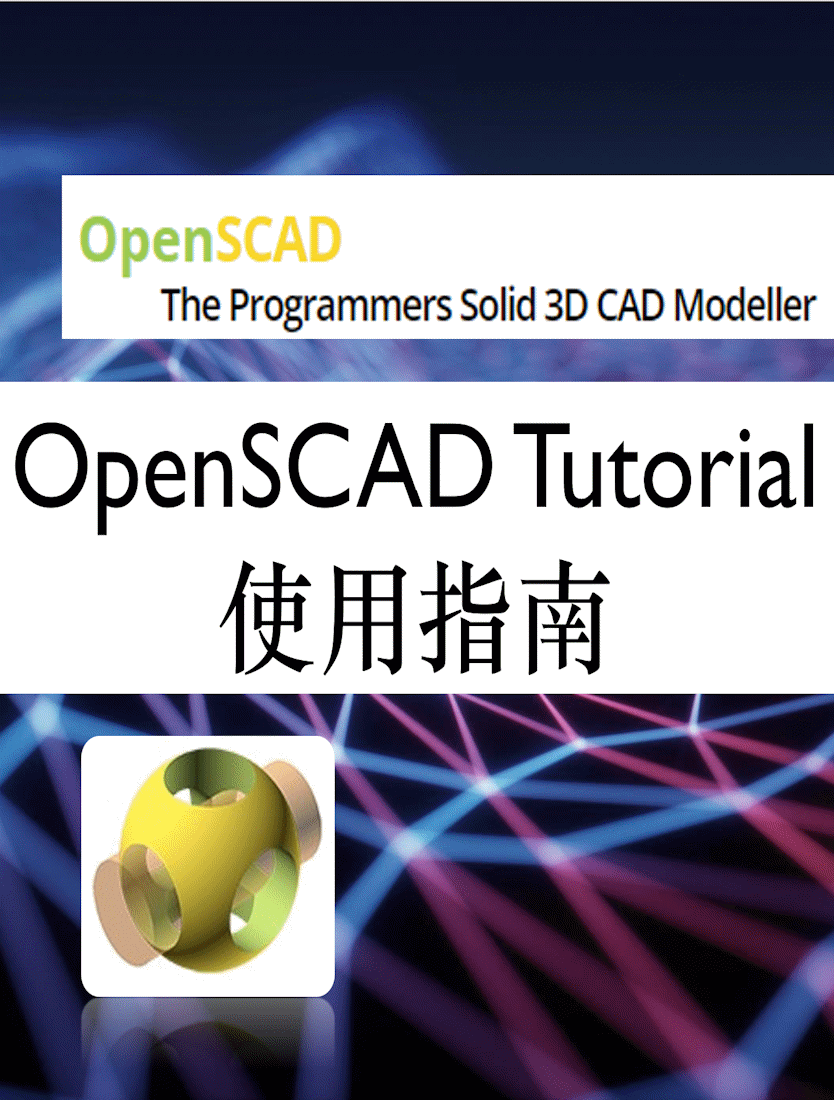 OpenSCAD
The Programmers Solid 3D CAD Modeller
OpenSCAD Tutorial
使用指南